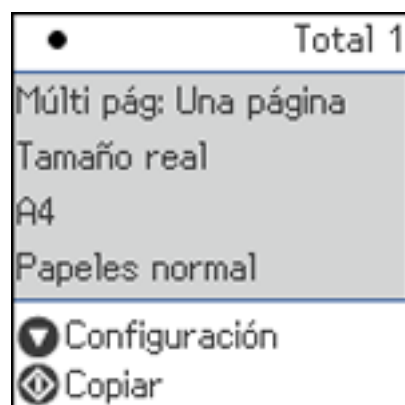 Total 1
Múlti pág: Una página
Tamaño real
A4
Papeles normal
Configuración
Copiar